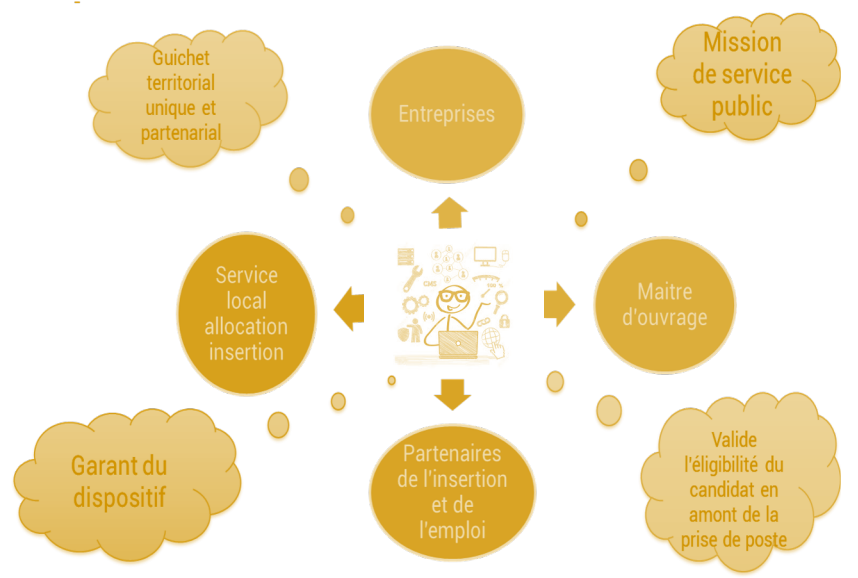 Guichet
territorial
unique et
partenarial
Entreprises
Mission
de service
public
Service
local
allocation
insertion
Maitre
d'ouvrage
Garant du
dispositif
Partenaires
de l'insertion
et de
l'emploi
Valide
l'éligibilité du
candidat en
amont de la
prise de poste